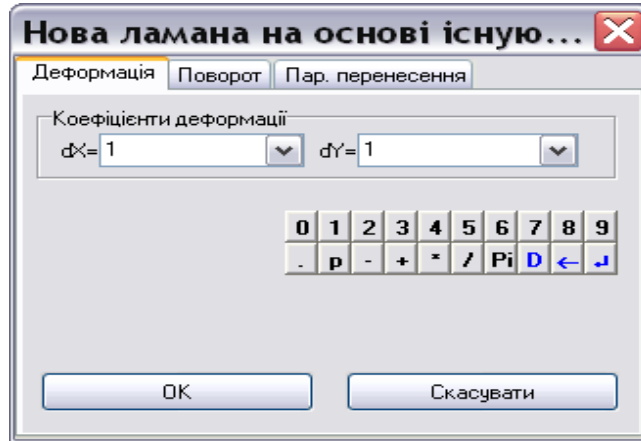 Нова ламана на основі існую...
Деформація Поворот Пар. перенесення
Коефіцієнти деформації
dX= 1 dY= 1
0 1 2 3 4 5 6 7 8 9
. p - + * / Pi D ← ↲
OK Скасувати